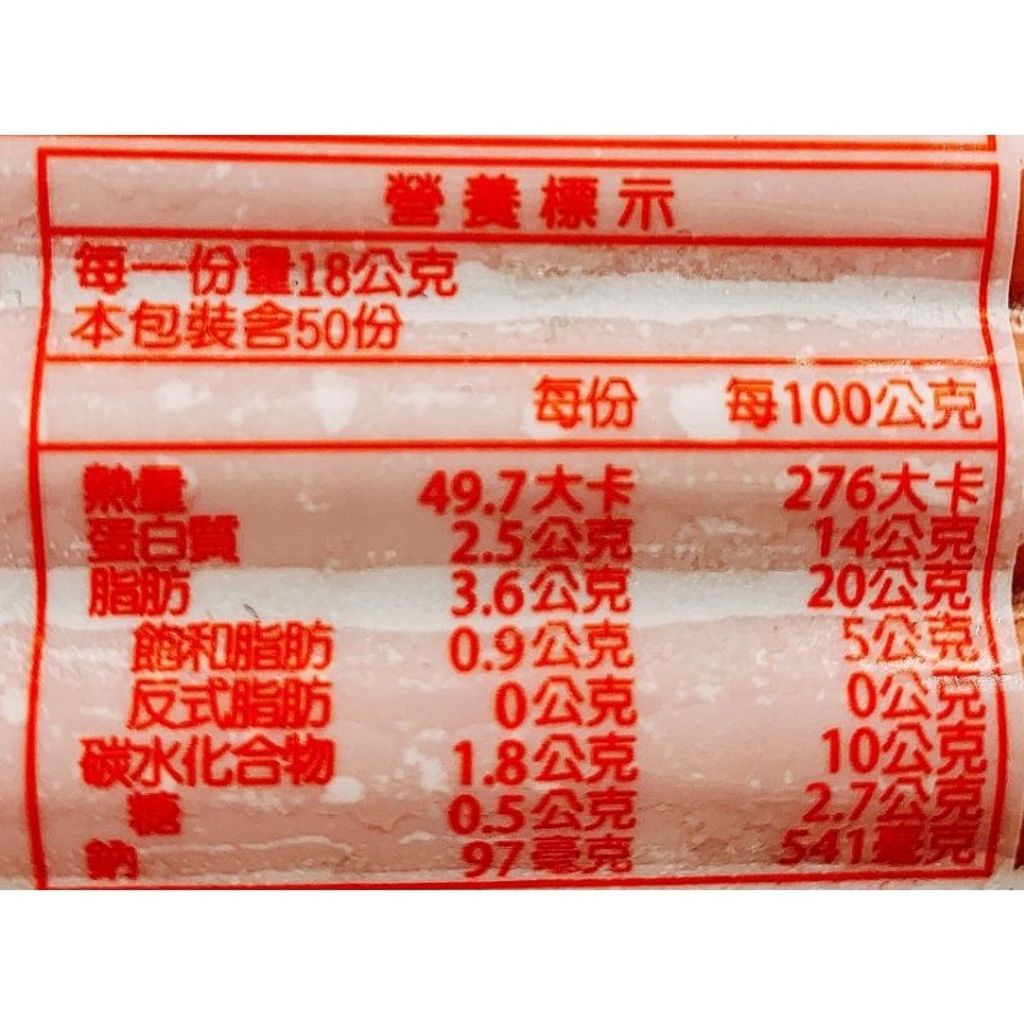 營養標示
每一份量18公克
本包裝含50份
每份 每100公克
熱量 49.7大卡 276大卡
蛋白質 2.5公克 14公克
脂肪 3.6公克 20公克
飽和脂肪 0.9公克 5公克
反式脂肪 0公克 0公克
碳水化合物 1.8公克 10公克
糖 0.5公克 2.7公克
鈉 97毫克 541毫克